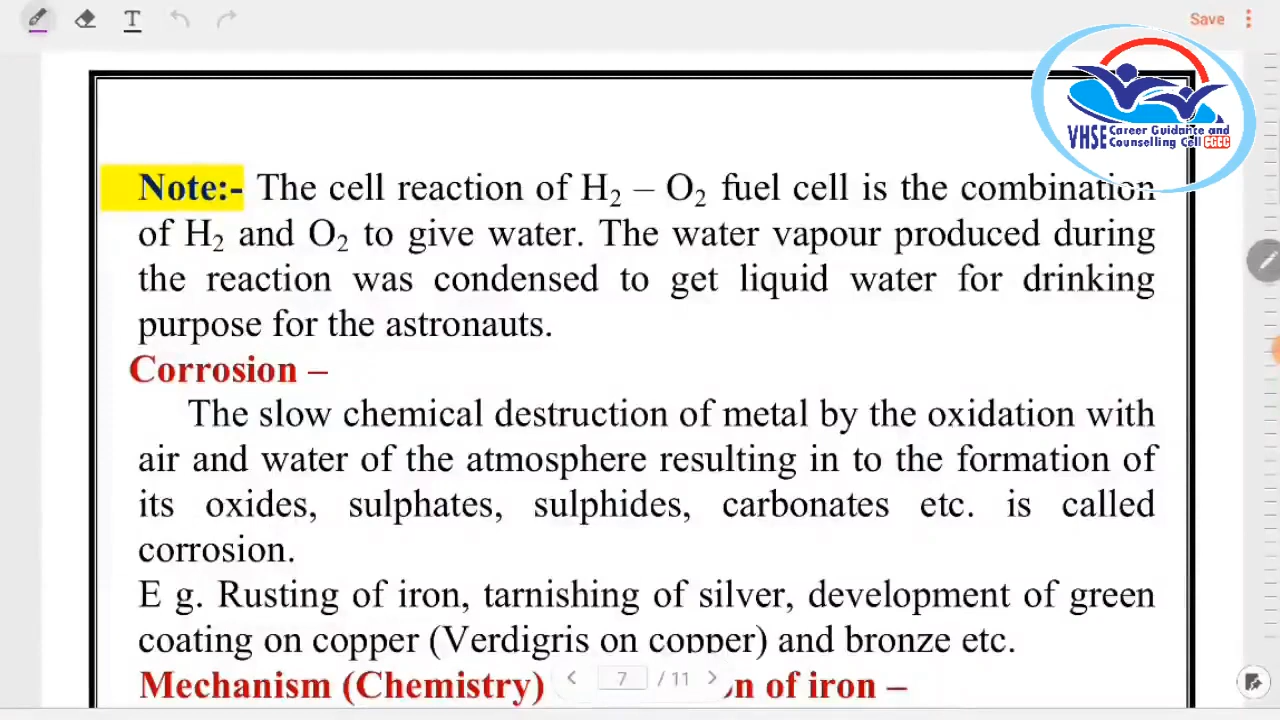 Save
VHSE Career Guidance and
Counselling Cell CGCC
Note:- The cell reaction of H₂ – O₂ fuel cell is the combination
of H₂ and O₂ to give water. The water vapour produced during
the reaction was condensed to get liquid water for drinking
purpose for the astronauts.
Corrosion –
The slow chemical destruction of metal by the oxidation with
air and water of the atmosphere resulting in to the formation of
its oxides, sulphates, sulphides, carbonates etc. is called
corrosion.
E g. Rusting of iron, tarnishing of silver, development of green
coating on copper (Verdigris on copper) and bronze etc.
Mechanism (Chemistry) n of iron –
< 7 / 11 >